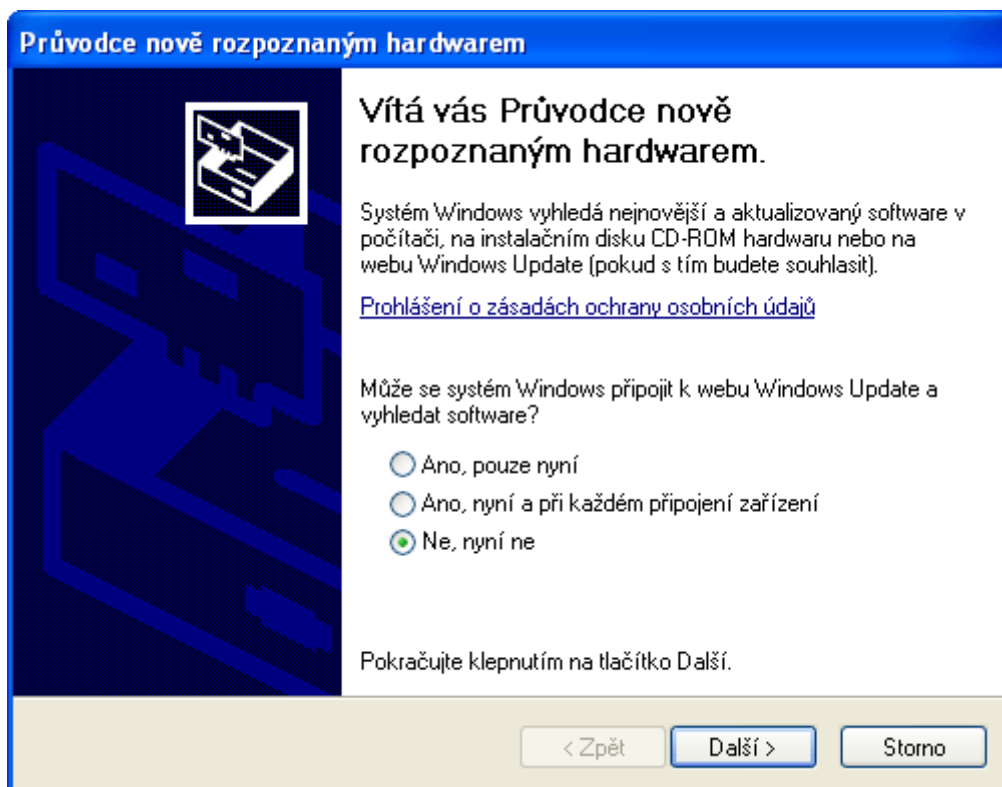 Průvodce nově rozpoznaným hardwarem
Vítá vás Průvodce nově
rozpoznaným hardwarem.
Systém Windows vyhledá nejnovější a aktualizovaný software v
počítači, na instalačním disku CD-ROM hardwaru nebo na
webu Windows Update (pokud s tím budete souhlasit).
Prohlášení o zásadách ochrany osobních údajů
Může se systém Windows připojit k webu Windows Update a
vyhledat software?
Ano, pouze nyní
Ano, nyní a při každém připojení zařízení
Ne, nyní ne
Pokračujte klepnutím na tlačítko Další.
< Zpět
Další >
Storno